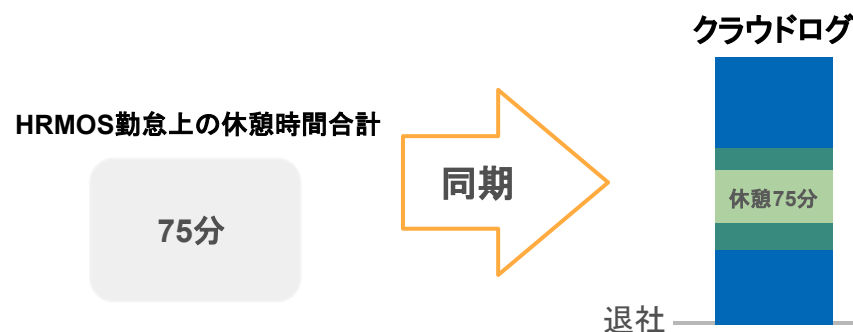 クラウドログ
HRMOS勤怠上の休憩時間合計
75分
同期
休憩75分
退社